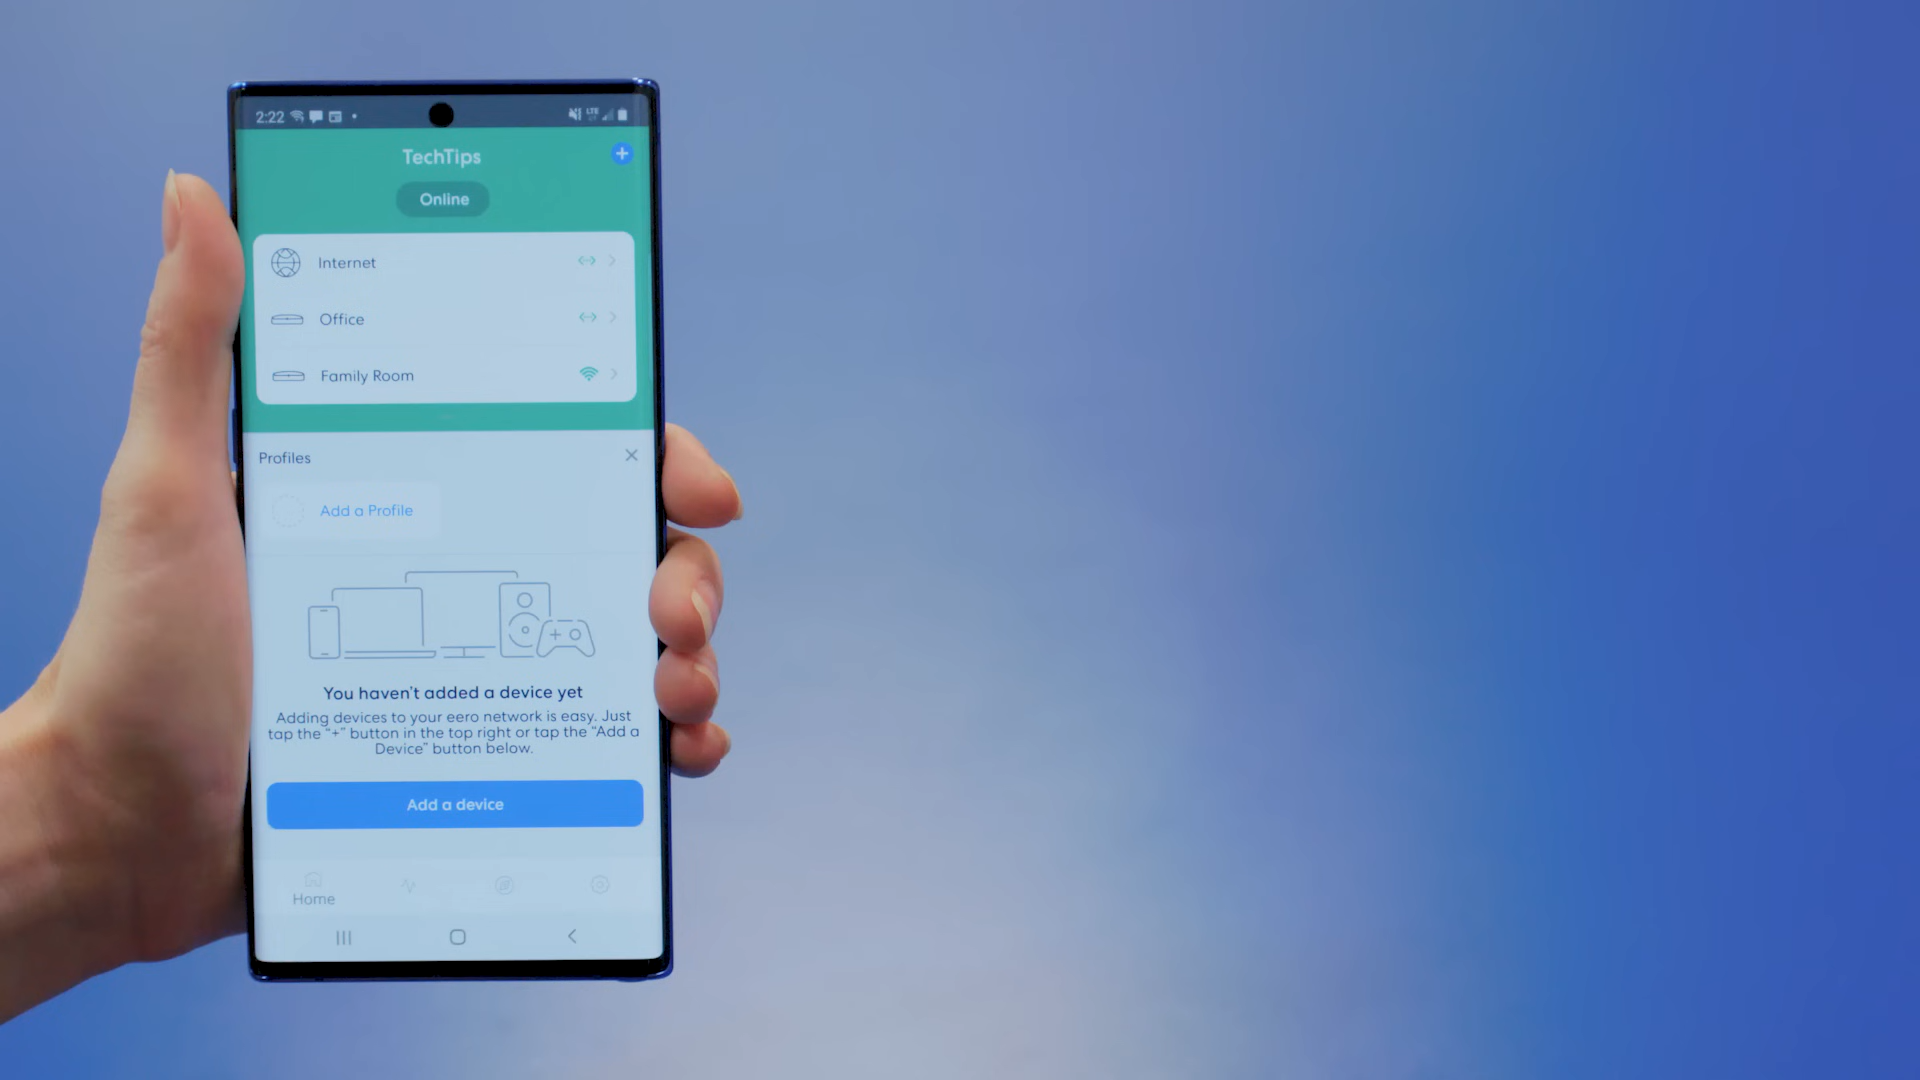 2:22
LTE
TechTips
Online
Internet
Office
Family Room
Profiles
Add a Profile
You haven't added a device yet
Adding devices to your eero network is easy. Just
tap the "+" button in the top right or tap the "Add a
Device" button below.
Add a device
Home